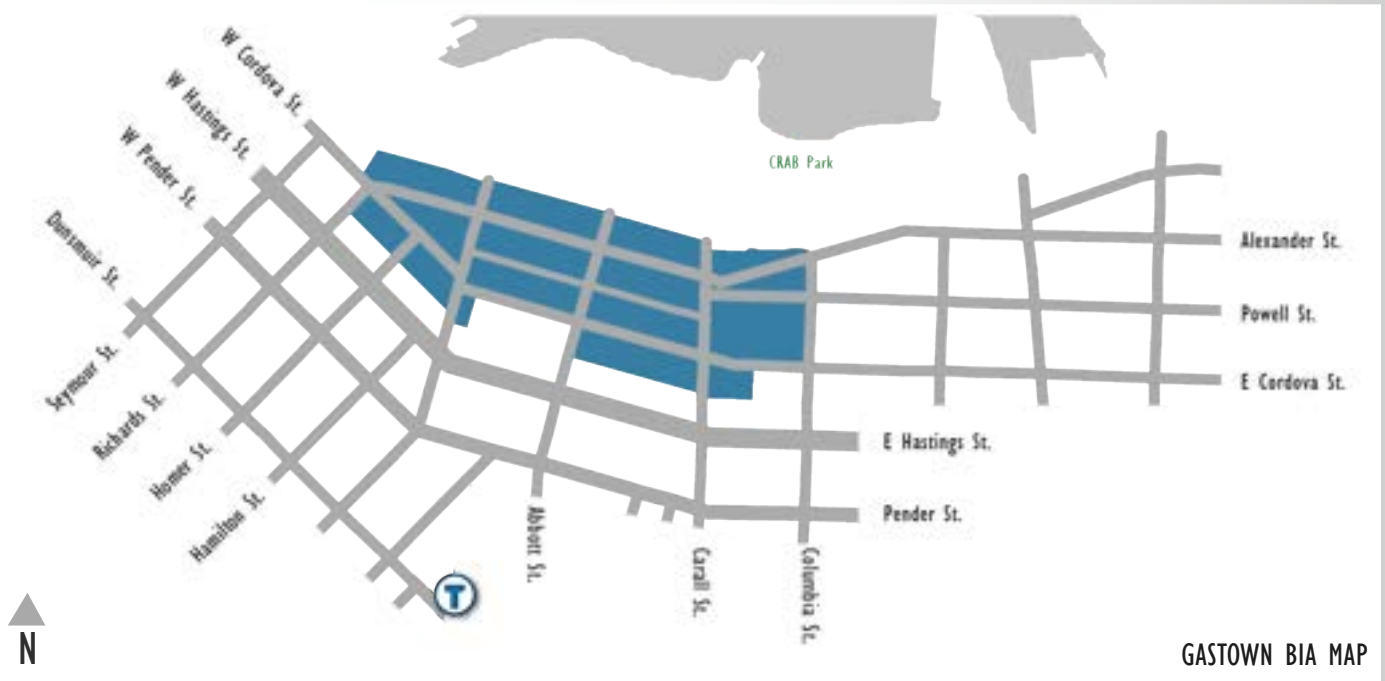 W Cordova St.
W Hastings St.
W Pender St.
Dunsmuir St.
CRAB Park
Alexander St.
Powell St.
E Cordova St.
Seymour St.
Richards St.
Homer St.
Hamilton St.
E Hastings St.
Pender St.
Abbott St.
Carall St.
Columbia St.
T
N
GASTOWN BIA MAP